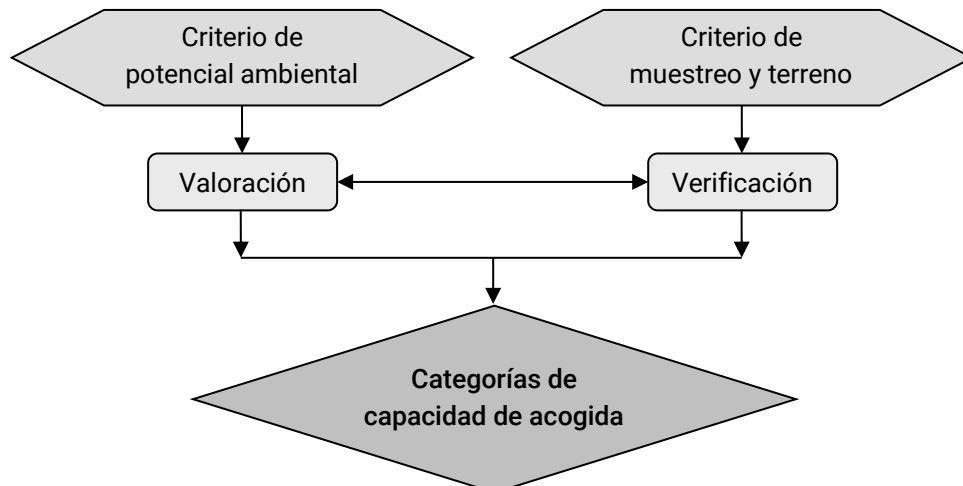 Criterio de
potencial ambiental
Criterio de
muestreo y terreno
Valoración
Verificación
Categorías de
capacidad de acogida